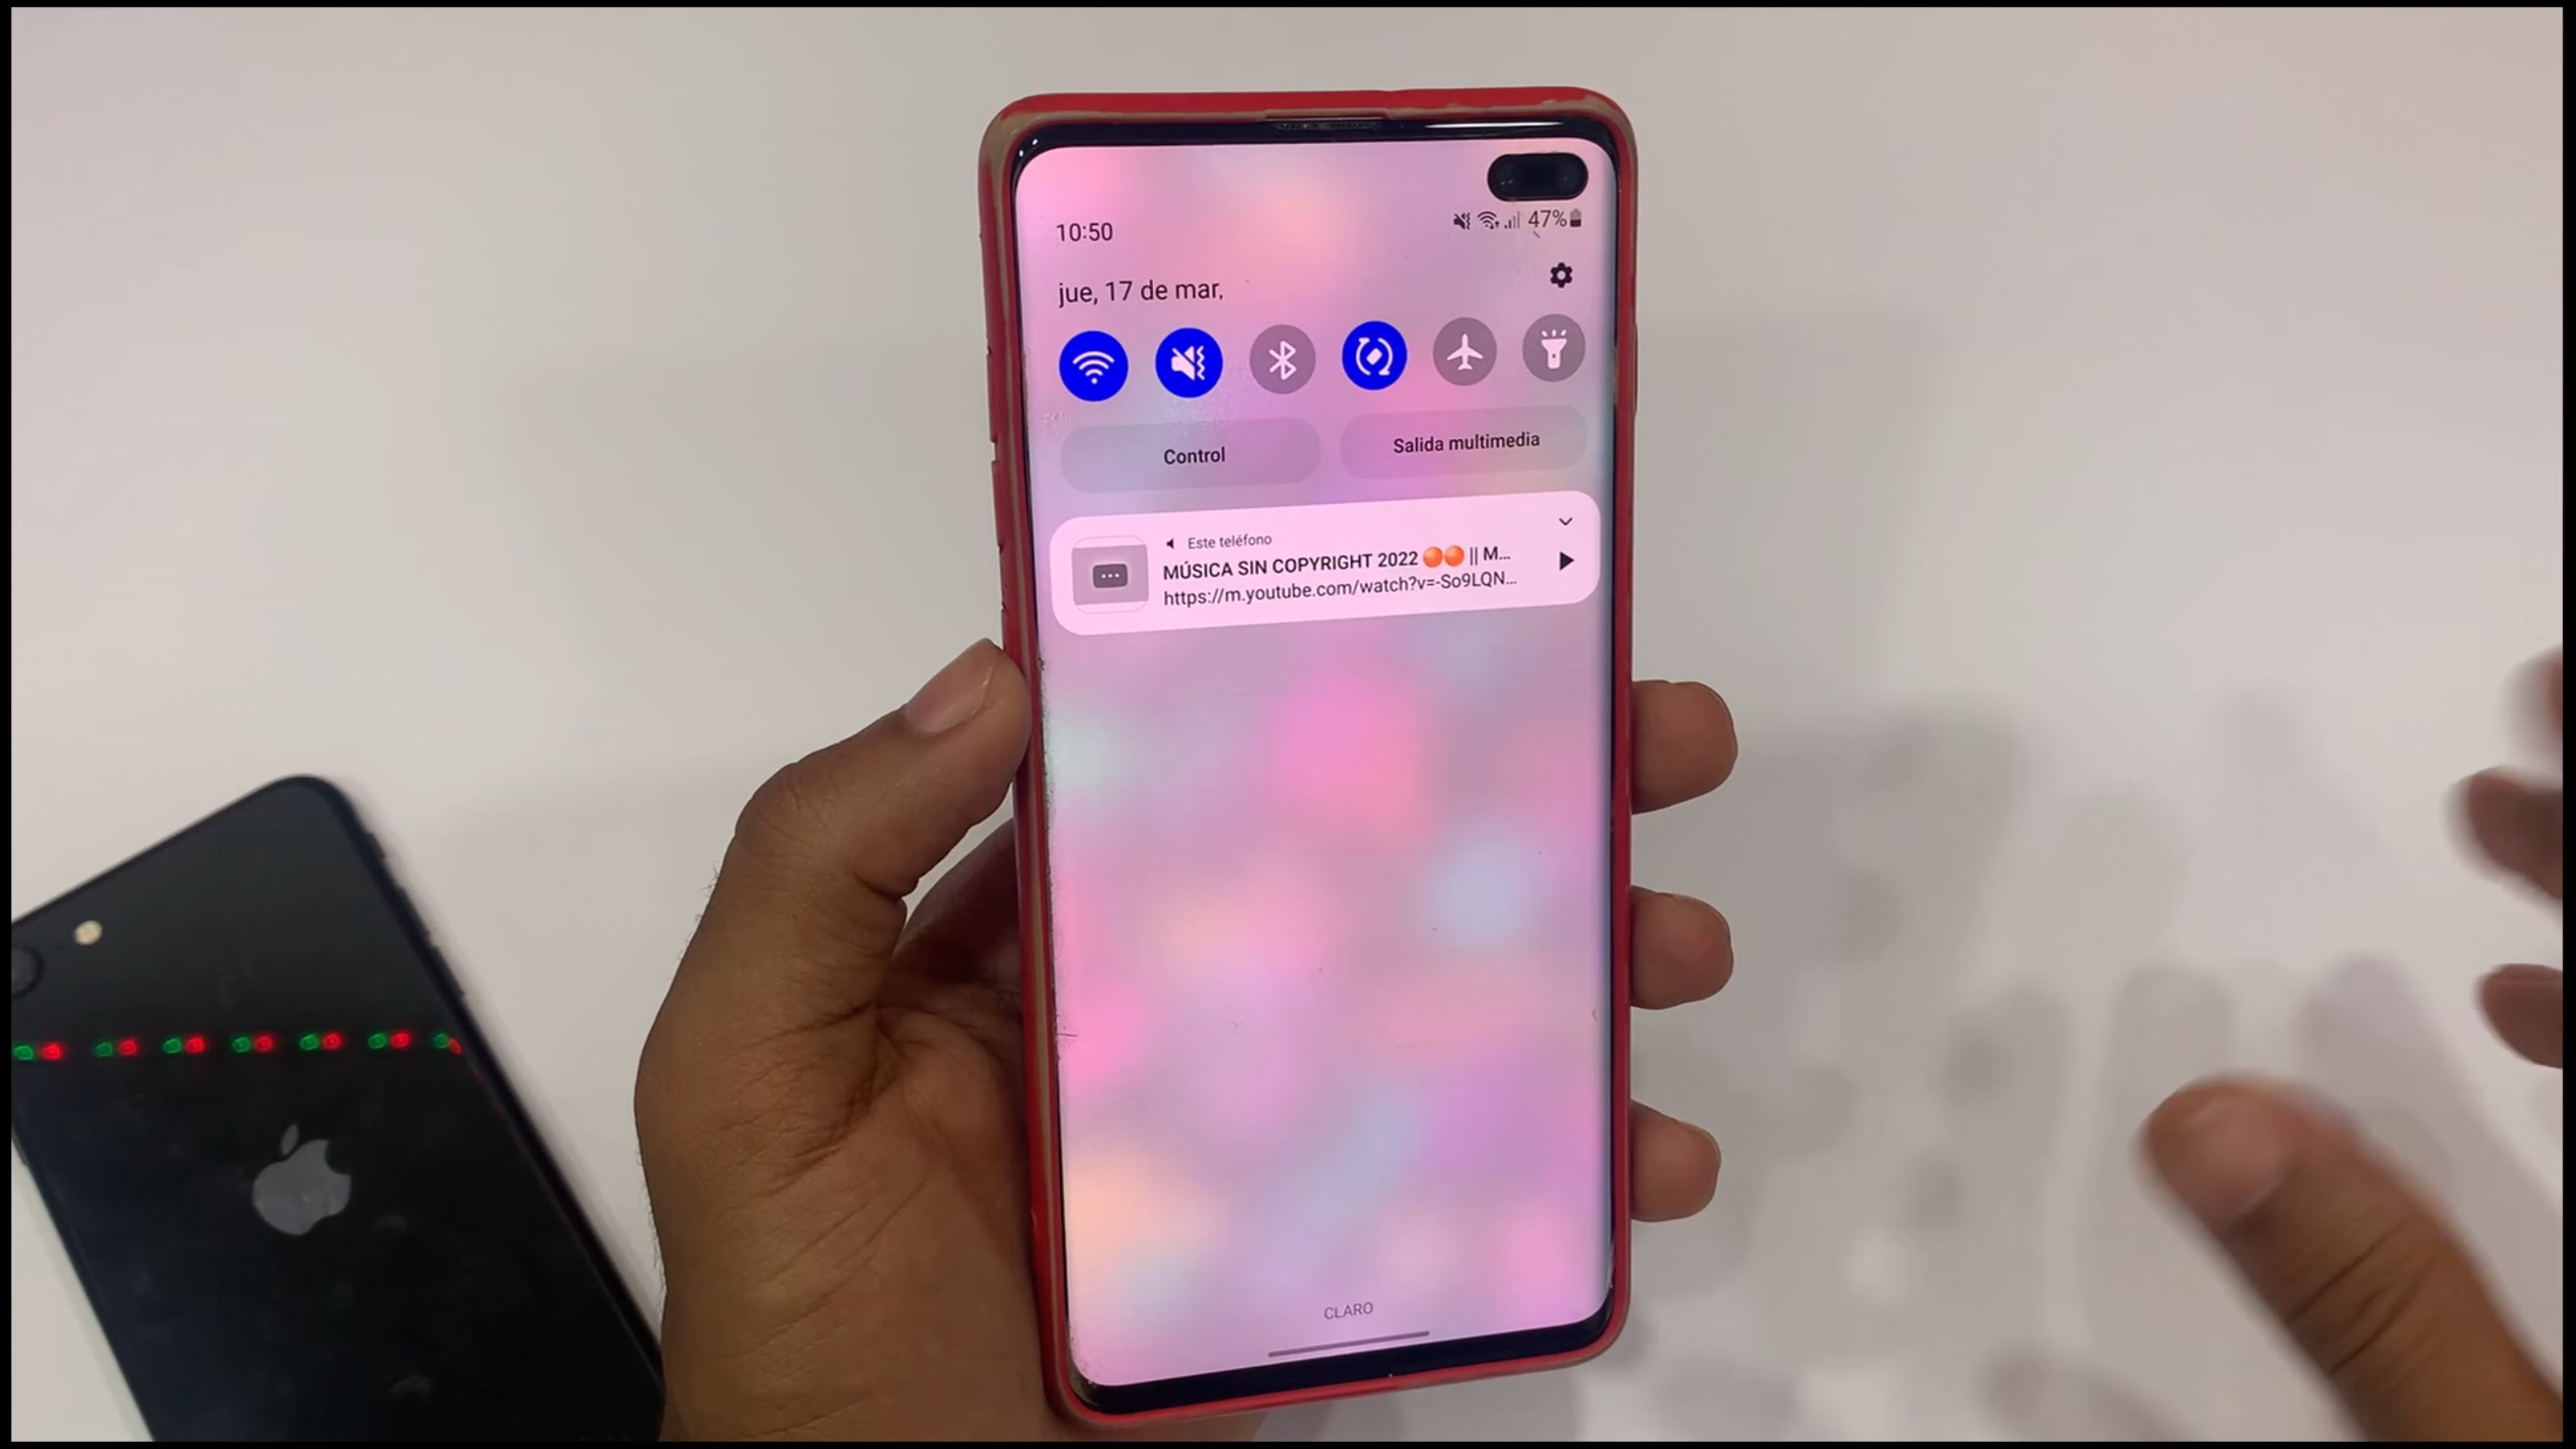 10:50
47%
jue, 17 de mar,
Control
Salida multimedia
Este teléfono
MÚSICA SIN COPYRIGHT 2022 🟠🟠 || M...
https://m.youtube.com/watch?v=-So9LQN...
CLARO